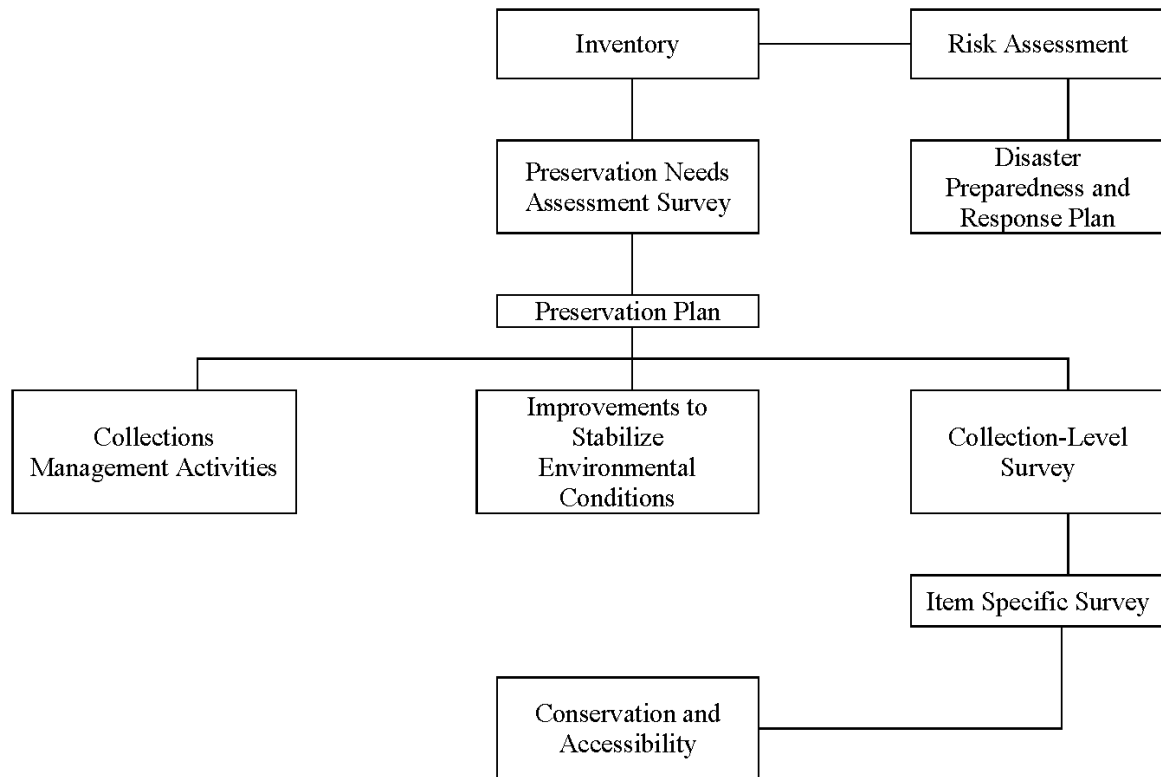 Inventory
Risk Assessment
Preservation Needs
Assessment Survey
Disaster
Preparedness and
Response Plan
Preservation Plan
Collections
Management Activities
Improvements to
Stabilize
Environmental
Conditions
Collection-Level
Survey
Item Specific Survey
Conservation and
Accessibility